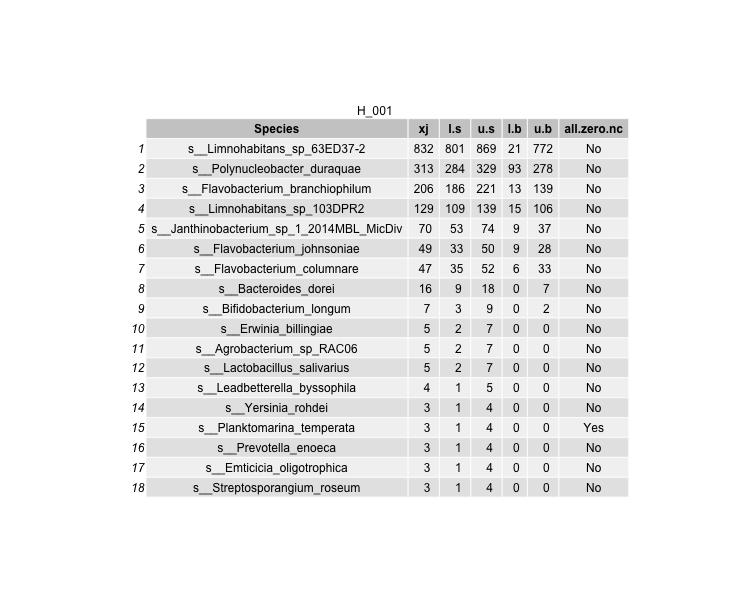 H_001
Species xj l.s u.s l.b u.b all.zero.nc
1 s__Limnohabitans_sp_63ED37-2 832 801 869 21 772 No
2 s__Polynucleobacter_duraquae 313 284 329 93 278 No
3 s__Flavobacterium_branchiophilum 206 186 221 13 139 No
4 s__Limnohabitans_sp_103DPR2 129 109 139 15 106 No
5 s__Janthinobacterium_sp_1_2014MBL_MicDiv 70 53 74 9 37 No
6 s__Flavobacterium_johnsoniae 49 33 50 9 28 No
7 s__Flavobacterium_columnare 47 35 52 6 33 No
8 s__Bacteroides_dorei 16 9 18 0 7 No
9 s__Bifidobacterium_longum 7 3 9 0 2 No
10 s__Erwinia_billingiae 5 2 7 0 0 No
11 s__Agrobacterium_sp_RAC06 5 2 7 0 0 No
12 s__Lactobacillus_salivarius 5 2 7 0 0 No
13 s__Leadbetterella_byssophila 4 1 5 0 0 No
14 s__Yersinia_rohdei 3 1 4 0 0 No
15 s__Planktomarina_temperata 3 1 4 0 0 Yes
16 s__Prevotella_enoeca 3 1 4 0 0 No
17 s__Emticicia_oligotrophica 3 1 4 0 0 No
18 s__Streptosporangium_roseum 3 1 4 0 0 No